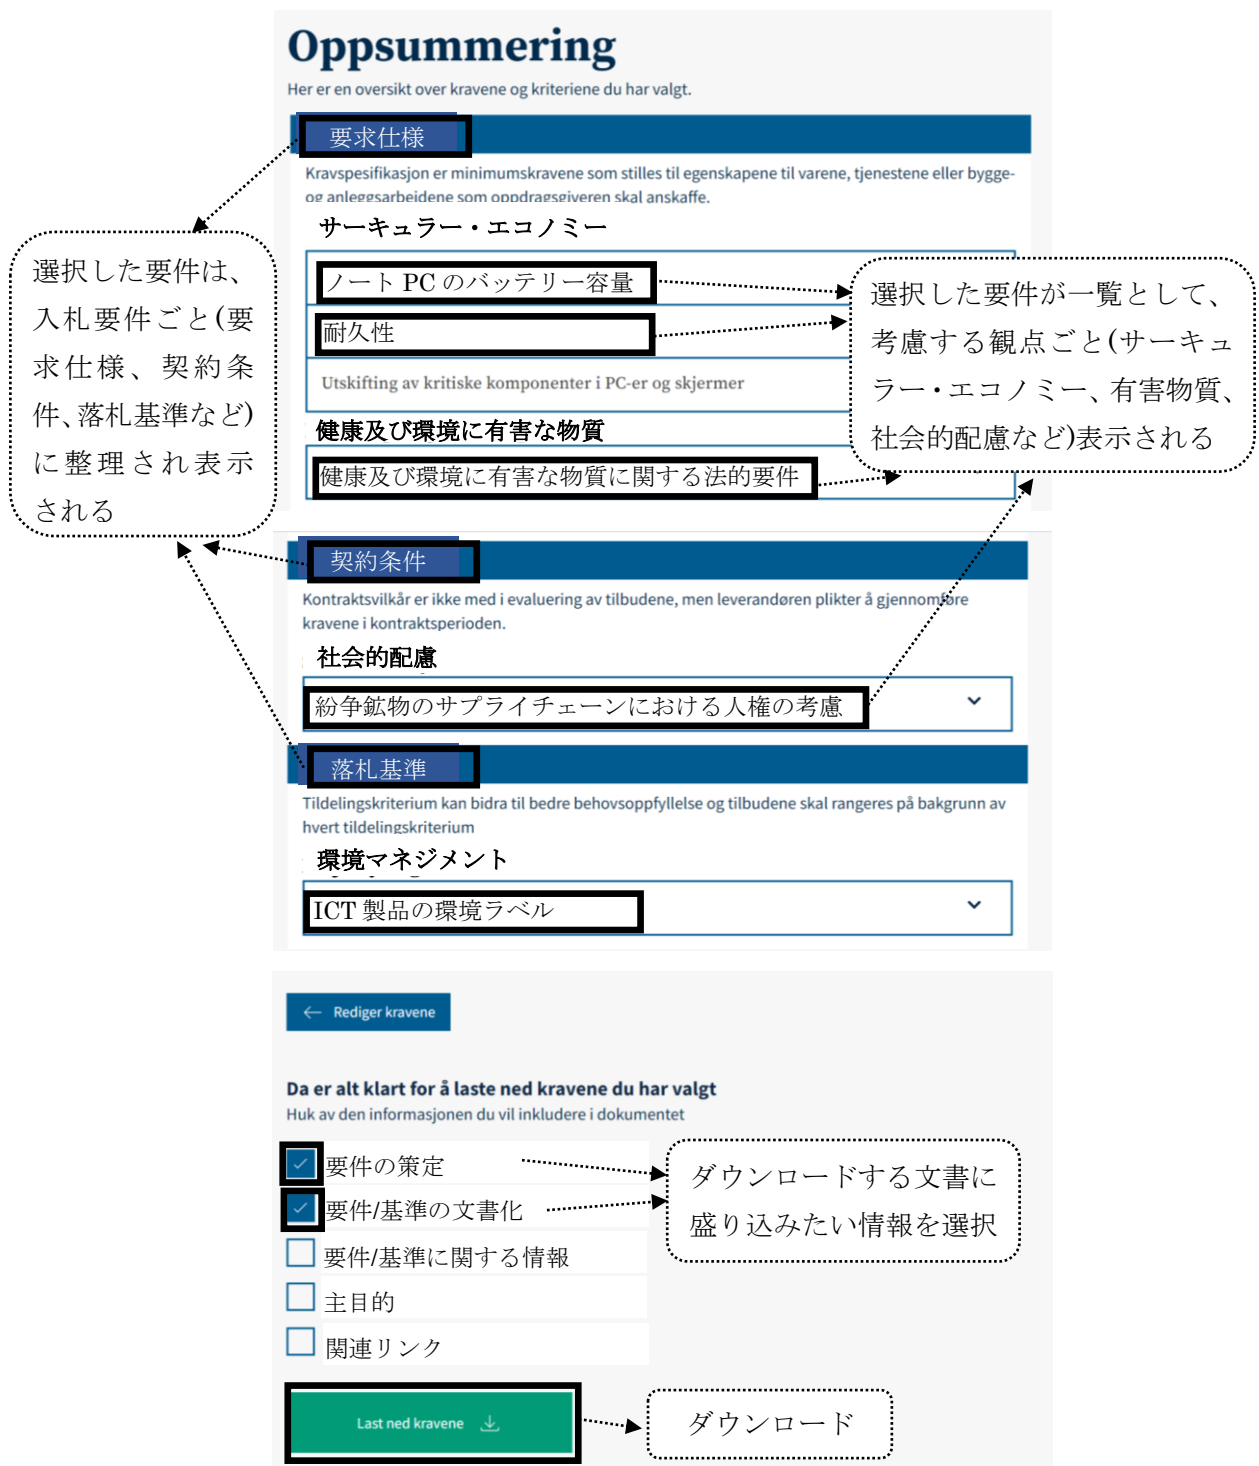 Oppsummering
Her er en oversikt over kravene og kriteriene du har valgt.
要求仕様
Kravspesifikasjon er minimumskravene som stilles til egenskapene til varene, tjenestene eller bygge-
og anleggsarbeidene som oppdragsgiveren skal anskaffe.
サーキュラー・エコノミー
ノート PC のバッテリー容量
耐久性
Utskifting av kritiske komponenter i PC-er og skjermer
健康及び環境に有害な物質
健康及び環境に有害な物質に関する法的要件
選択した要件は、
入札要件ごと(要
求仕様、契約条
件、落札基準など)
に整理され表示
される
選択した要件が一覧として、
考慮する観点ごと(サーキュ
ラー・エコノミー、有害物質、
社会的配慮など)表示される
契約条件
Kontraktsvilkår er ikke med i evaluering av tilbudene, men leverandøren plikter å gjennomføre
kravene i kontraktsperioden.
社会的配慮
紛争鉱物のサプライチェーンにおける人権の考慮
落札基準
Tildelingskriterium kan bidra til bedre behovsoppfyllelse og tilbudene skal rangeres på bakgrunn av
hvert tildelingskriterium
環境マネジメント
ICT 製品の環境ラベル
← Rediger kravene
Da er alt klart for å laste ned kravene du har valgt
Huk av den informasjonen du vil inkludere i dokumentet
要件の策定
要件/基準の文書化
要件/基準に関する情報
主目的
関連リンク
ダウンロードする文書に
盛り込みたい情報を選択
Last ned kravene
ダウンロード